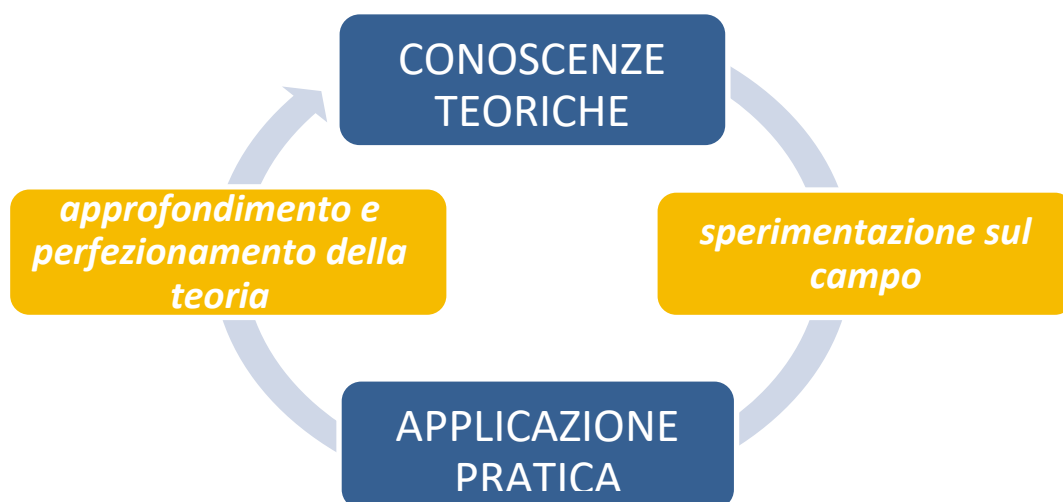 CONOSCENZE
TEORICHE
approfondimento e
perfezionamento della
teoria
sperimentazione sul
campo
APPLICAZIONE
PRATICA